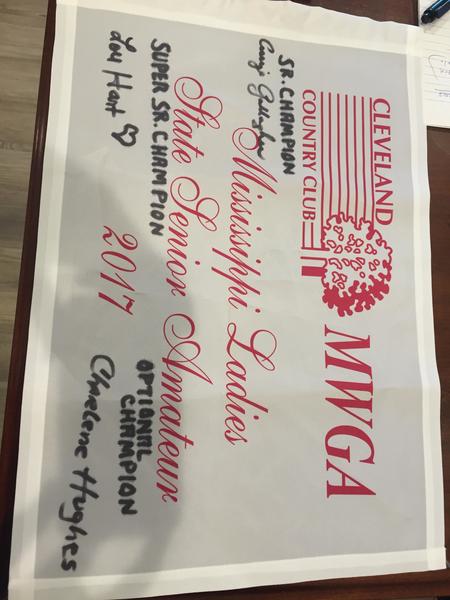 CLEVELAND
COUNTRY CLUB
MWGA
SR. CHAMPION
Mississippi Ladies
State Senior Amateur
2017
SUPER SR. CHAMPION
Lou Hart
OPTIONAL
CHAMPION
Hughes